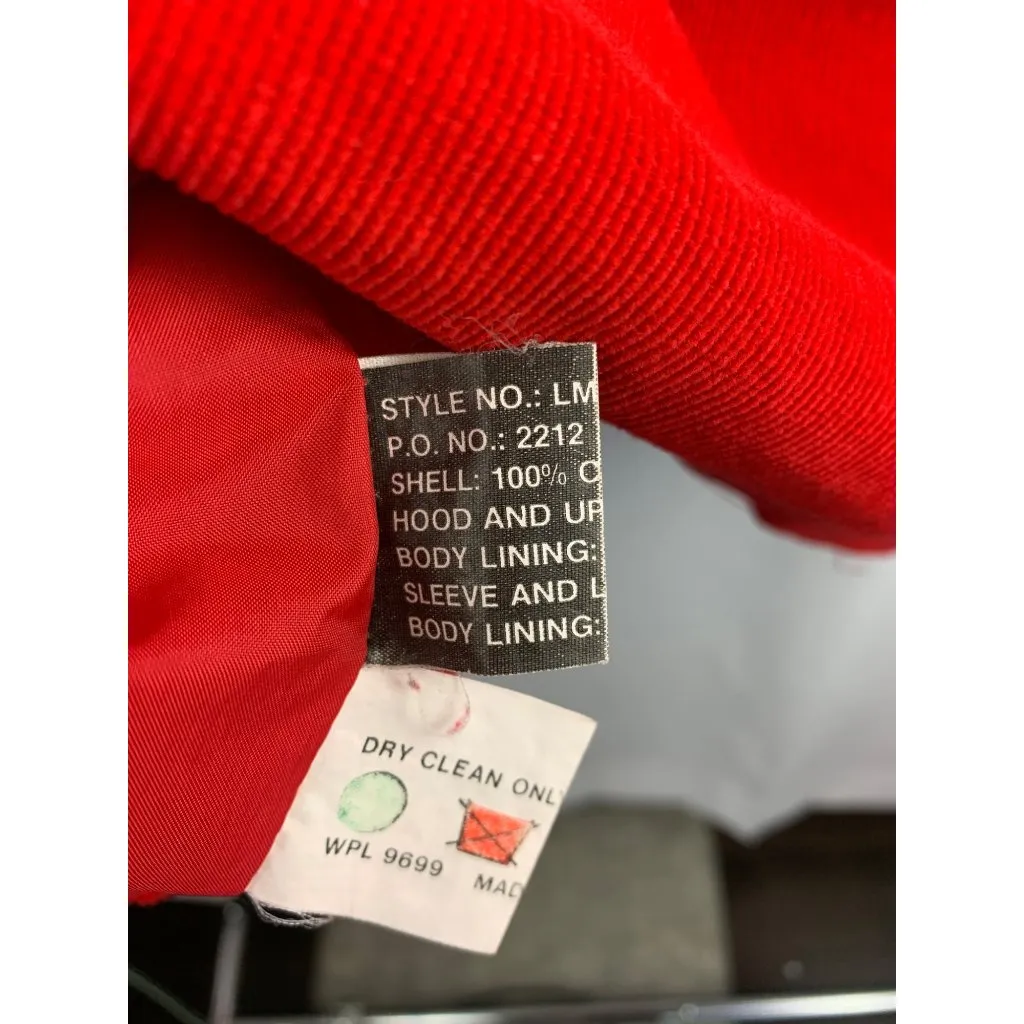 STYLE NO.: LM
P.O. NO.: 2212
SHELL: 100% C
HOOD AND UP
BODY LINING:
SLEEVE AND L
BODY LINING:
DRY CLEAN ONLY
WPL 9699
MAD